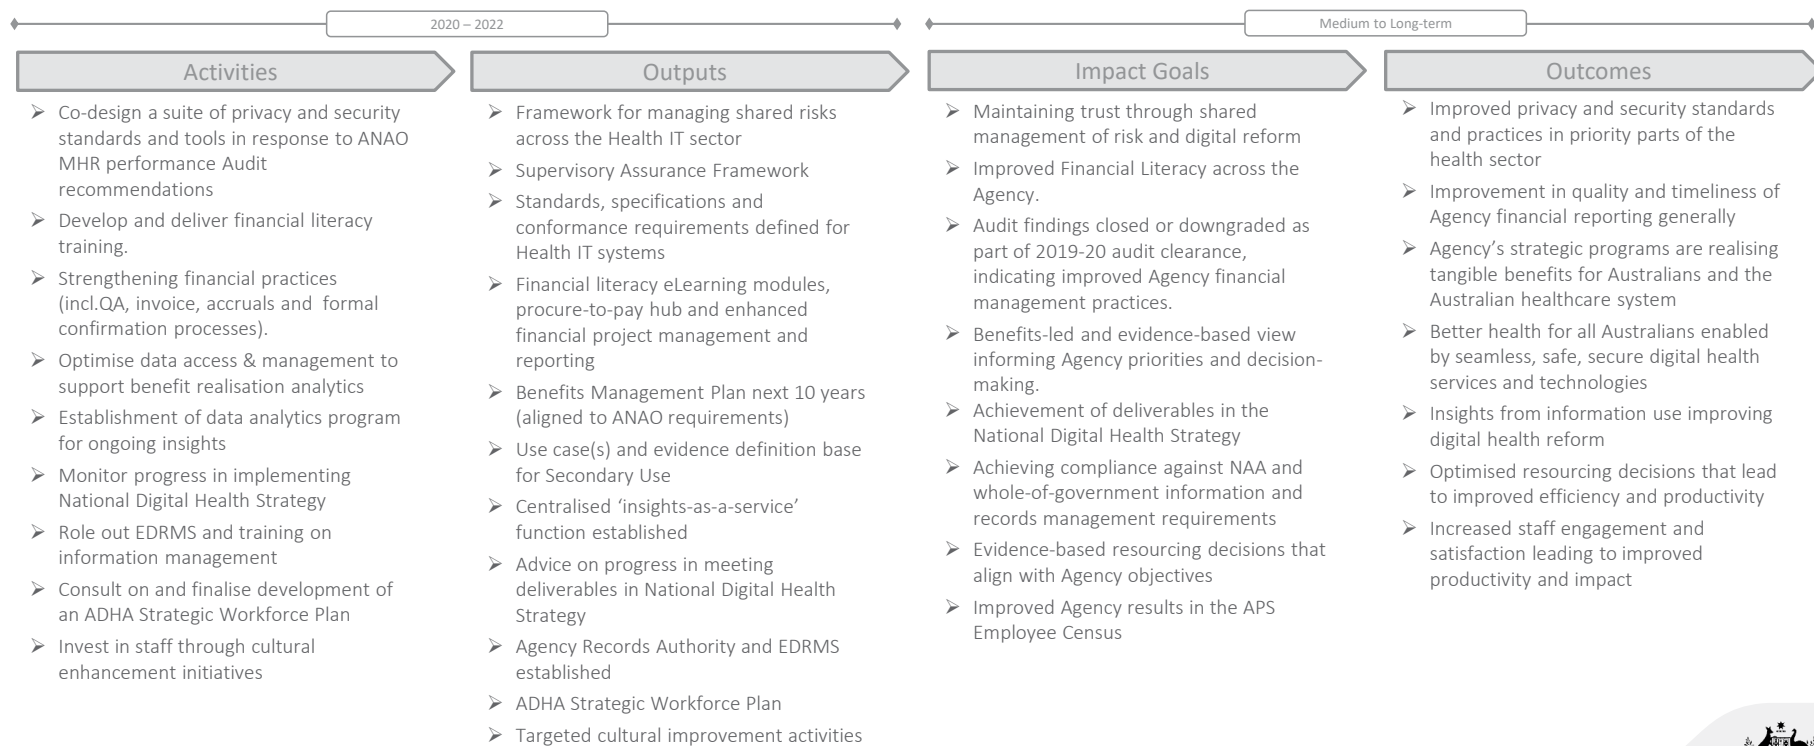 2020 – 2022
Medium to Long-term
Activities
➢ Co-design a suite of privacy and security
standards and tools in response to ANAO
MHR performance Audit
recommendations
➢ Develop and deliver financial literacy
training.
➢ Strengthening financial practices
(incl.QA, invoice, accruals and formal
confirmation processes).
➢ Optimise data access & management to
support benefit realisation analytics
➢ Establishment of data analytics program
for ongoing insights
➢ Monitor progress in implementing
National Digital Health Strategy
➢ Role out EDRMS and training on
information management
➢ Consult on and finalise development of
an ADHA Strategic Workforce Plan
➢ Invest in staff through cultural
enhancement initiatives
Outputs
➢ Framework for managing shared risks
across the Health IT sector
➢ Supervisory Assurance Framework
➢ Standards, specifications and
conformance requirements defined for
Health IT systems
➢ Financial literacy eLearning modules,
procure-to-pay hub and enhanced
financial project management and
reporting
➢ Benefits Management Plan next 10 years
(aligned to ANAO requirements)
➢ Use case(s) and evidence definition base
for Secondary Use
➢ Centralised ‘insights-as-a-service’
function established
➢ Advice on progress in meeting
deliverables in National Digital Health
Strategy
➢ Agency Records Authority and EDRMS
established
➢ ADHA Strategic Workforce Plan
➢ Targeted cultural improvement activities
Impact Goals
➢ Maintaining trust through shared
management of risk and digital reform
➢ Improved Financial Literacy across the
Agency.
➢ Audit findings closed or downgraded as
part of 2019-20 audit clearance,
indicating improved Agency financial
management practices.
➢ Benefits-led and evidence-based view
informing Agency priorities and decision-
making.
➢ Achievement of deliverables in the
National Digital Health Strategy
➢ Achieving compliance against NAA and
whole-of-government information and
records management requirements
➢ Evidence-based resourcing decisions that
align with Agency objectives
➢ Improved Agency results in the APS
Employee Census
Outcomes
➢ Improved privacy and security standards
and practices in priority parts of the
health sector
➢ Improvement in quality and timeliness of
Agency financial reporting generally
➢ Agency’s strategic programs are realising
tangible benefits for Australians and the
Australian healthcare system
➢ Better health for all Australians enabled
by seamless, safe, secure digital health
services and technologies
➢ Insights from information use improving
digital health reform
➢ Optimised resourcing decisions that lead
to improved efficiency and productivity
➢ Increased staff engagement and
satisfaction leading to improved
productivity and impact